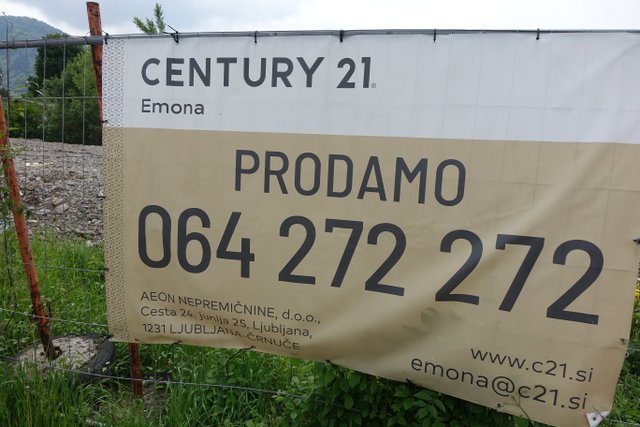 CENTURY 21®
Emona
PRODAMO
064 272 272
AEON NEPREMIČNINE, d.o.o.,
Cesta 24. junija 25, Ljubljana,
1231 LJUBLJANA-ČRNUČE
www.c21.si
emona@c21.si